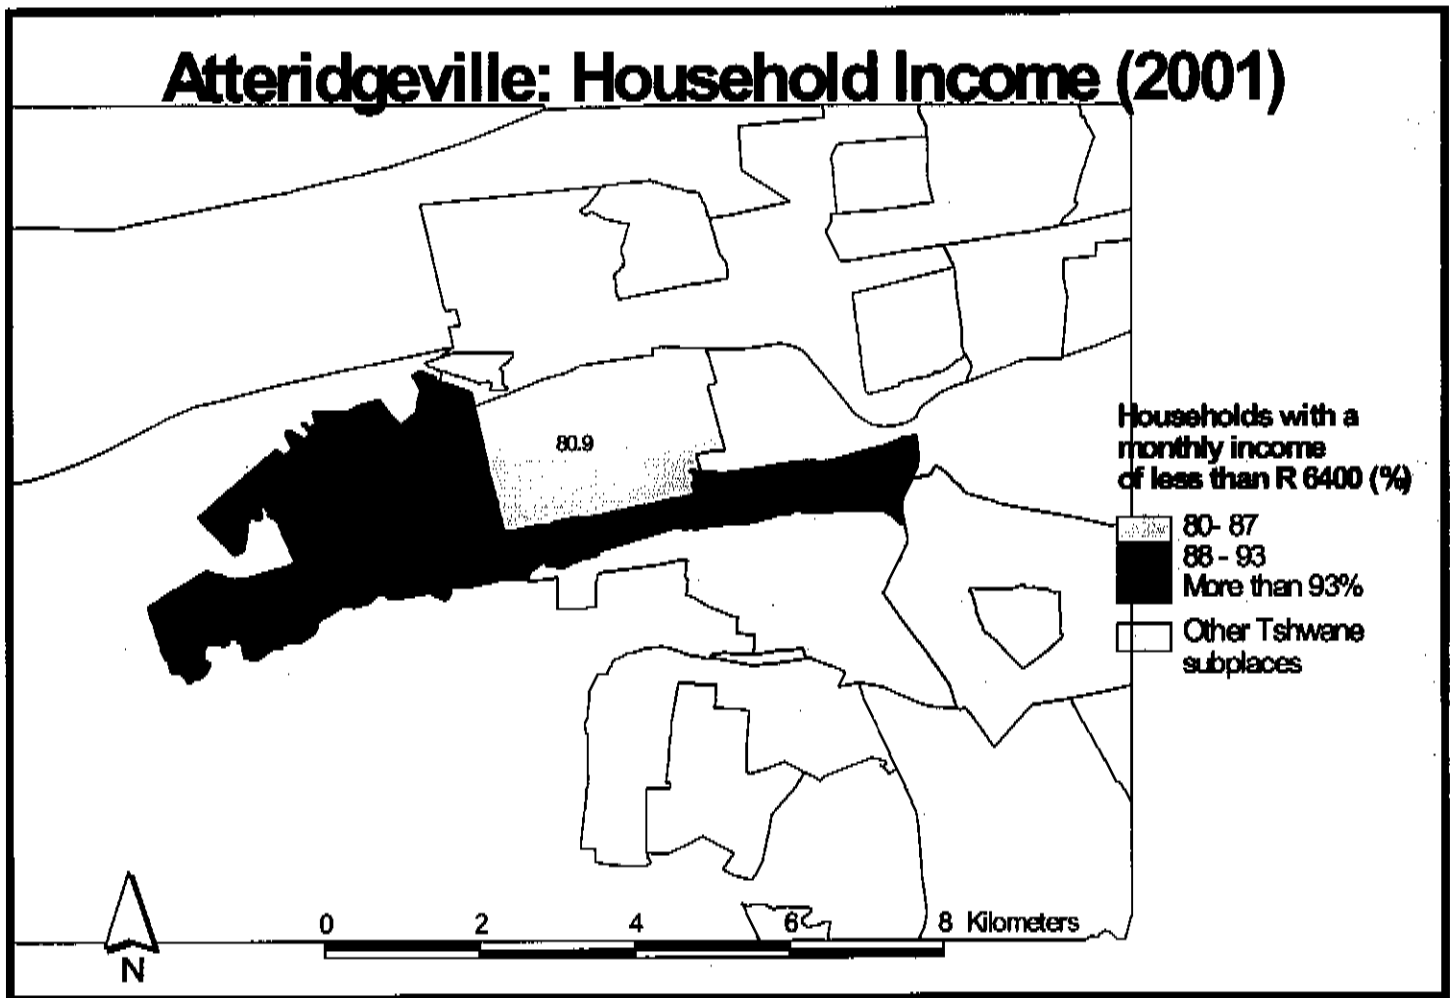 Atteridgeville: Household Income (2001)
80.9
Households with a
monthly income
of less than R 6400 (%)
80- 87
88 - 93
More than 93%
Other Tshwane
subplaces
0 2 4 6 8 Kilometers
N